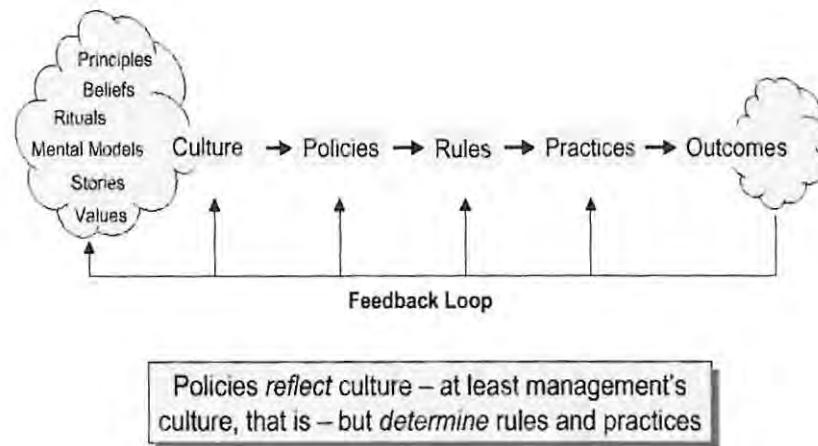 Principles
Beliefs
Rituals
Mental Models
Stories
Values
Culture → Policies → Rules → Practices → Outcomes
Feedback Loop
Policies reflect culture – at least management's
culture, that is – but determine rules and practices